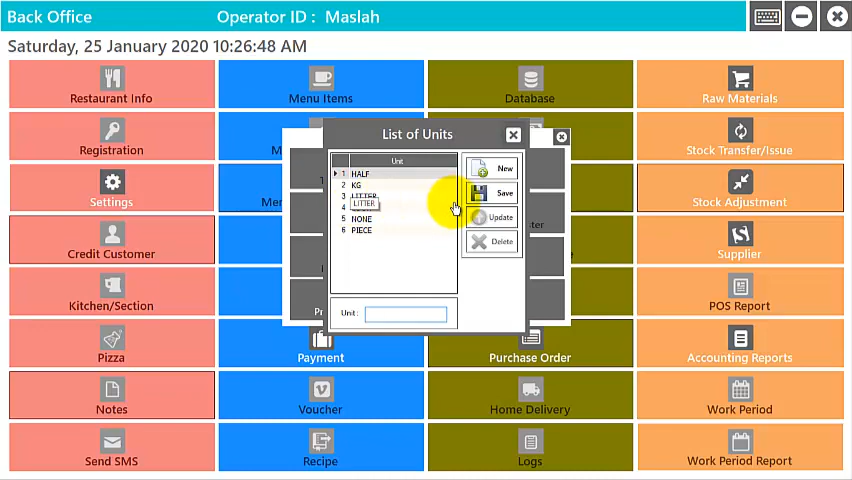 Back Office
Operator ID : Maslah
Saturday, 25 January 2020 10:26:48 AM
Restaurant Info
Menu Items
Database
Raw Materials
Registration
Stock Transfer/Issue
Settings
Stock Adjustment
Credit Customer
Supplier
Kitchen/Section
POS Report
Pizza
Payment
Purchase Order
Accounting Reports
Notes
Voucher
Home Delivery
Work Period
Send SMS
Recipe
Logs
Work Period Report
List of Units
Unit
1 HALF
2 KG
3 LITTER
LITTER
4
5 NONE
6 PIECE
New
Save
Update
Delete
Unit :